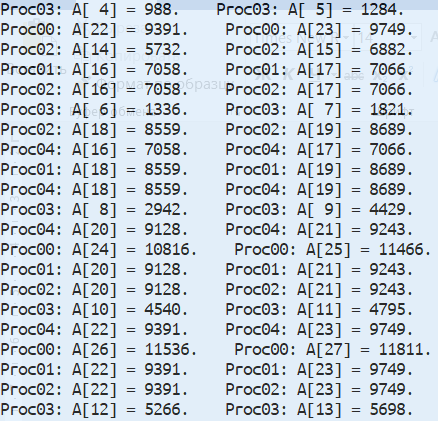 Proc03: A[ 4] = 988.     Proc03: A[ 5] = 1284.
Proc00: A[22] = 9391.    Proc00: A[23] = 9749.
Proc02: A[14] = 5732.    Proc02: A[15] = 6882.
Proc01: A[16] = 7058.    Proc01: A[17] = 7066.
Proc02: A[16] = 7058.    Proc02: A[17] = 7066.
Proc03: A[ 6] = 1336.    Proc03: A[ 7] = 1821.
Proc02: A[18] = 8559.    Proc02: A[19] = 8689.
Proc04: A[16] = 7058.    Proc04: A[17] = 7066.
Proc01: A[18] = 8559.    Proc01: A[19] = 8689.
Proc04: A[18] = 8559.    Proc04: A[19] = 8689.
Proc03: A[ 8] = 2942.    Proc03: A[ 9] = 4429.
Proc04: A[20] = 9128.    Proc04: A[21] = 9243.
Proc00: A[24] = 10816.    Proc00: A[25] = 11466.
Proc01: A[20] = 9128.    Proc01: A[21] = 9243.
Proc02: A[20] = 9128.    Proc02: A[21] = 9243.
Proc03: A[10] = 4540.    Proc03: A[11] = 4795.
Proc04: A[22] = 9391.    Proc04: A[23] = 9749.
Proc00: A[26] = 11536.    Proc00: A[27] = 11811.
Proc01: A[22] = 9391.    Proc01: A[23] = 9749.
Proc02: A[22] = 9391.    Proc02: A[23] = 9749.
Proc03: A[12] = 5266.    Proc03: A[13] = 5698.